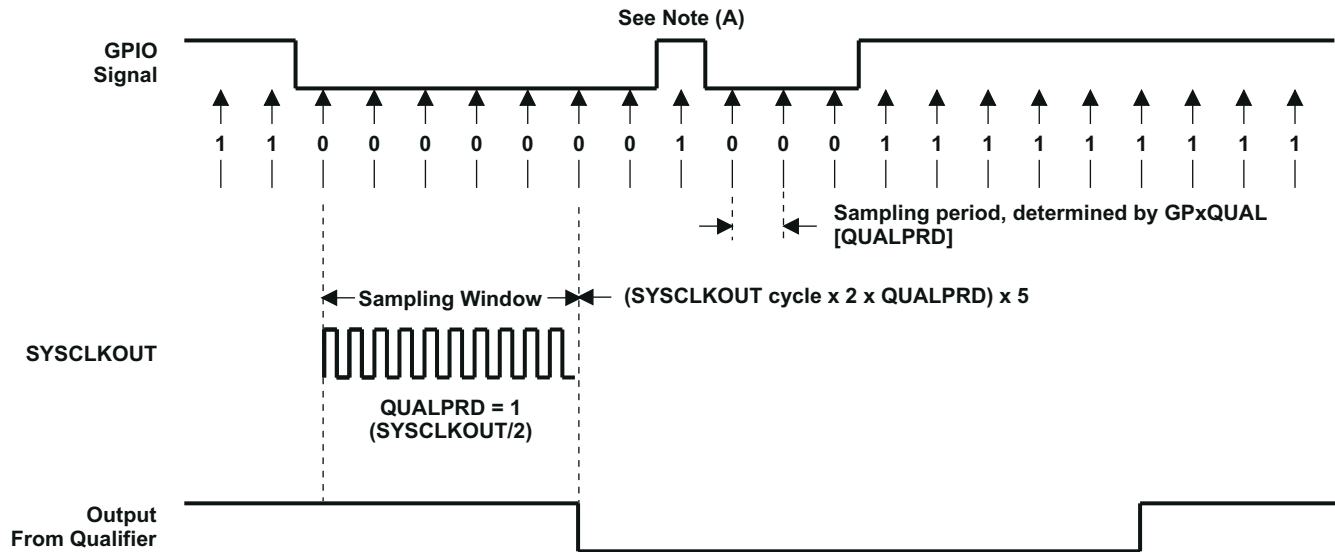 See Note (A)
GPIO
Signal
1 1 0 0 0 0 0 0 0 1 0 0 0 1 1 1 1 1 1 1 1 1
Sampling period, determined by GPxQUAL
[QUALPRD]
Sampling Window
(SYSCLKOUT cycle x 2 x QUALPRD) x 5
SYSCLKOUT
QUALPRD = 1
(SYSCLKOUT/2)
Output
From Qualifier